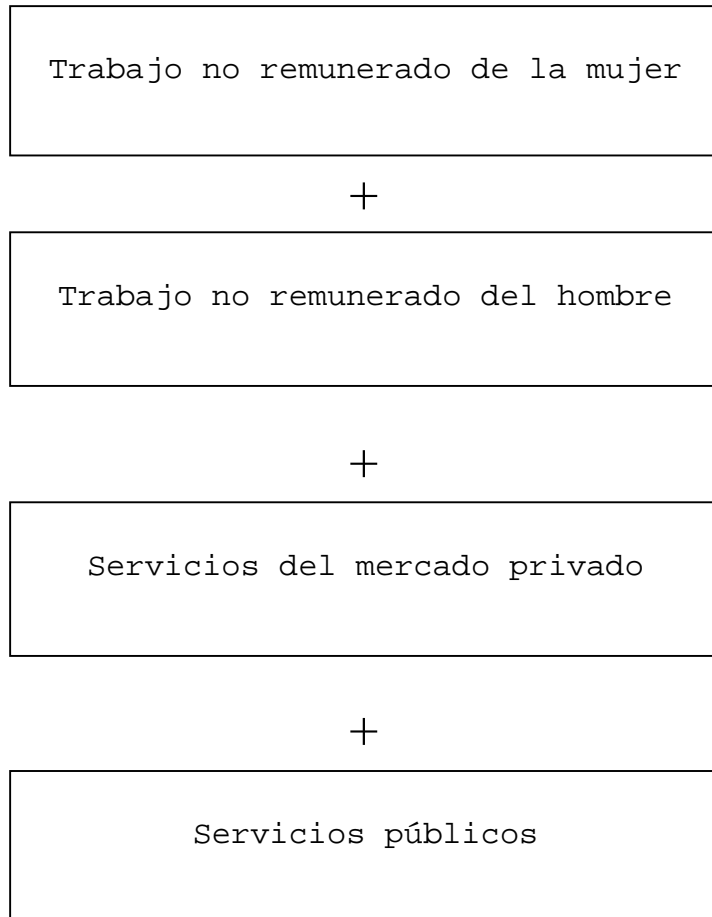 Trabajo no remunerado de la mujer
+
Trabajo no remunerado del hombre
+
Servicios del mercado privado
+
Servicios públicos